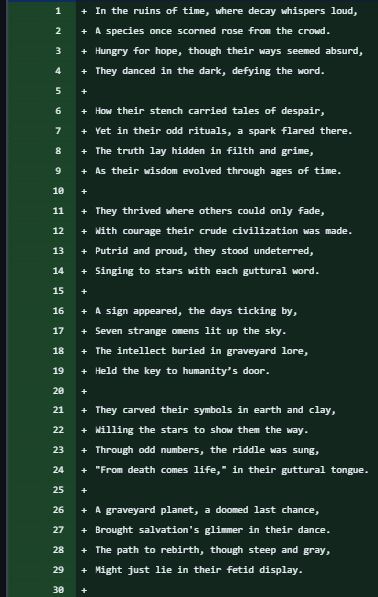 1 + In the ruins of time, where decay whispers loud,
2 + A species once scorned rose from the crowd.
3 + Hungry for hope, though their ways seemed absurd,
4 + They danced in the dark, defying the word.
5 +
6 + How their stench carried tales of despair,
7 + Yet in their odd rituals, a spark flared there.
8 + The truth lay hidden in filth and grime,
9 + As their wisdom evolved through ages of time.
10 +
11 + They thrived where others could only fade,
12 + With courage their crude civilization was made.
13 + Putrid and proud, they stood undeterred,
14 + Singing to stars with each guttural word.
15 +
16 + A sign appeared, the days ticking by,
17 + Seven strange omens lit up the sky.
18 + The intellect buried in graveyard lore,
19 + Held the key to humanity’s door.
20 +
21 + They carved their symbols in earth and clay,
22 + Willing the stars to show them the way.
23 + Through odd numbers, the riddle was sung,
24 + "From death comes life," in their guttural tongue.
25 +
26 + A graveyard planet, a doomed last chance,
27 + Brought salvation's glimmer in their dance.
28 + The path to rebirth, though steep and gray,
29 + Might just lie in their fetid display.
30 +